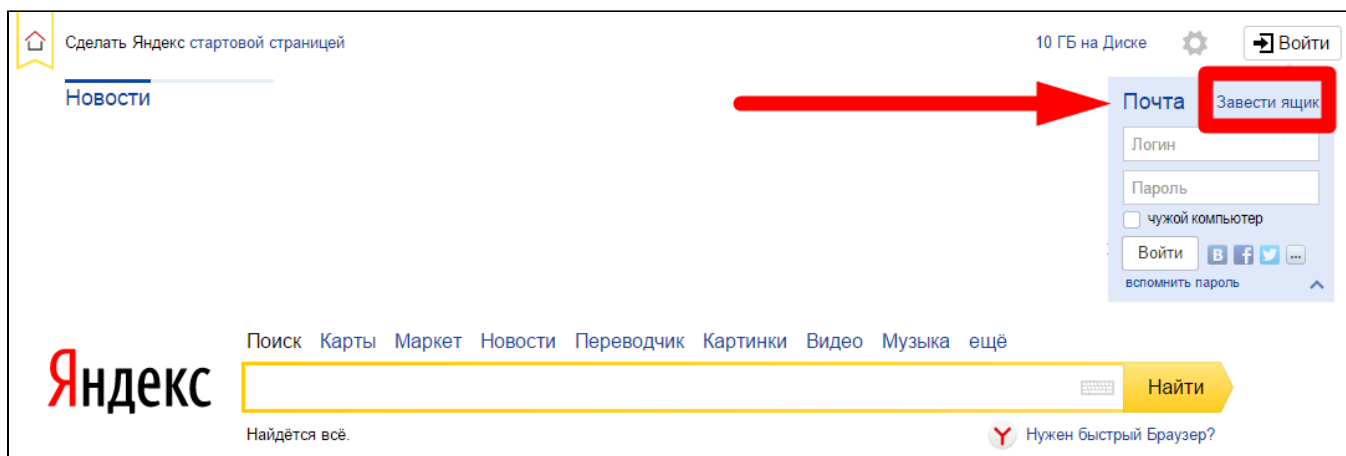 Сделать Яндекс стартовой страницей
10 ГБ на Диске
Войти
Новости
Почта
Завести ящик
Логин
Пароль
чужой компьютер
Войти
В f ...
вспомнить пароль
Поиск Карты Маркет Новости Переводчик Картинки Видео Музыка ещё
Яндекс
Найти
Найдётся всё.
Y Нужен быстрый Браузер?